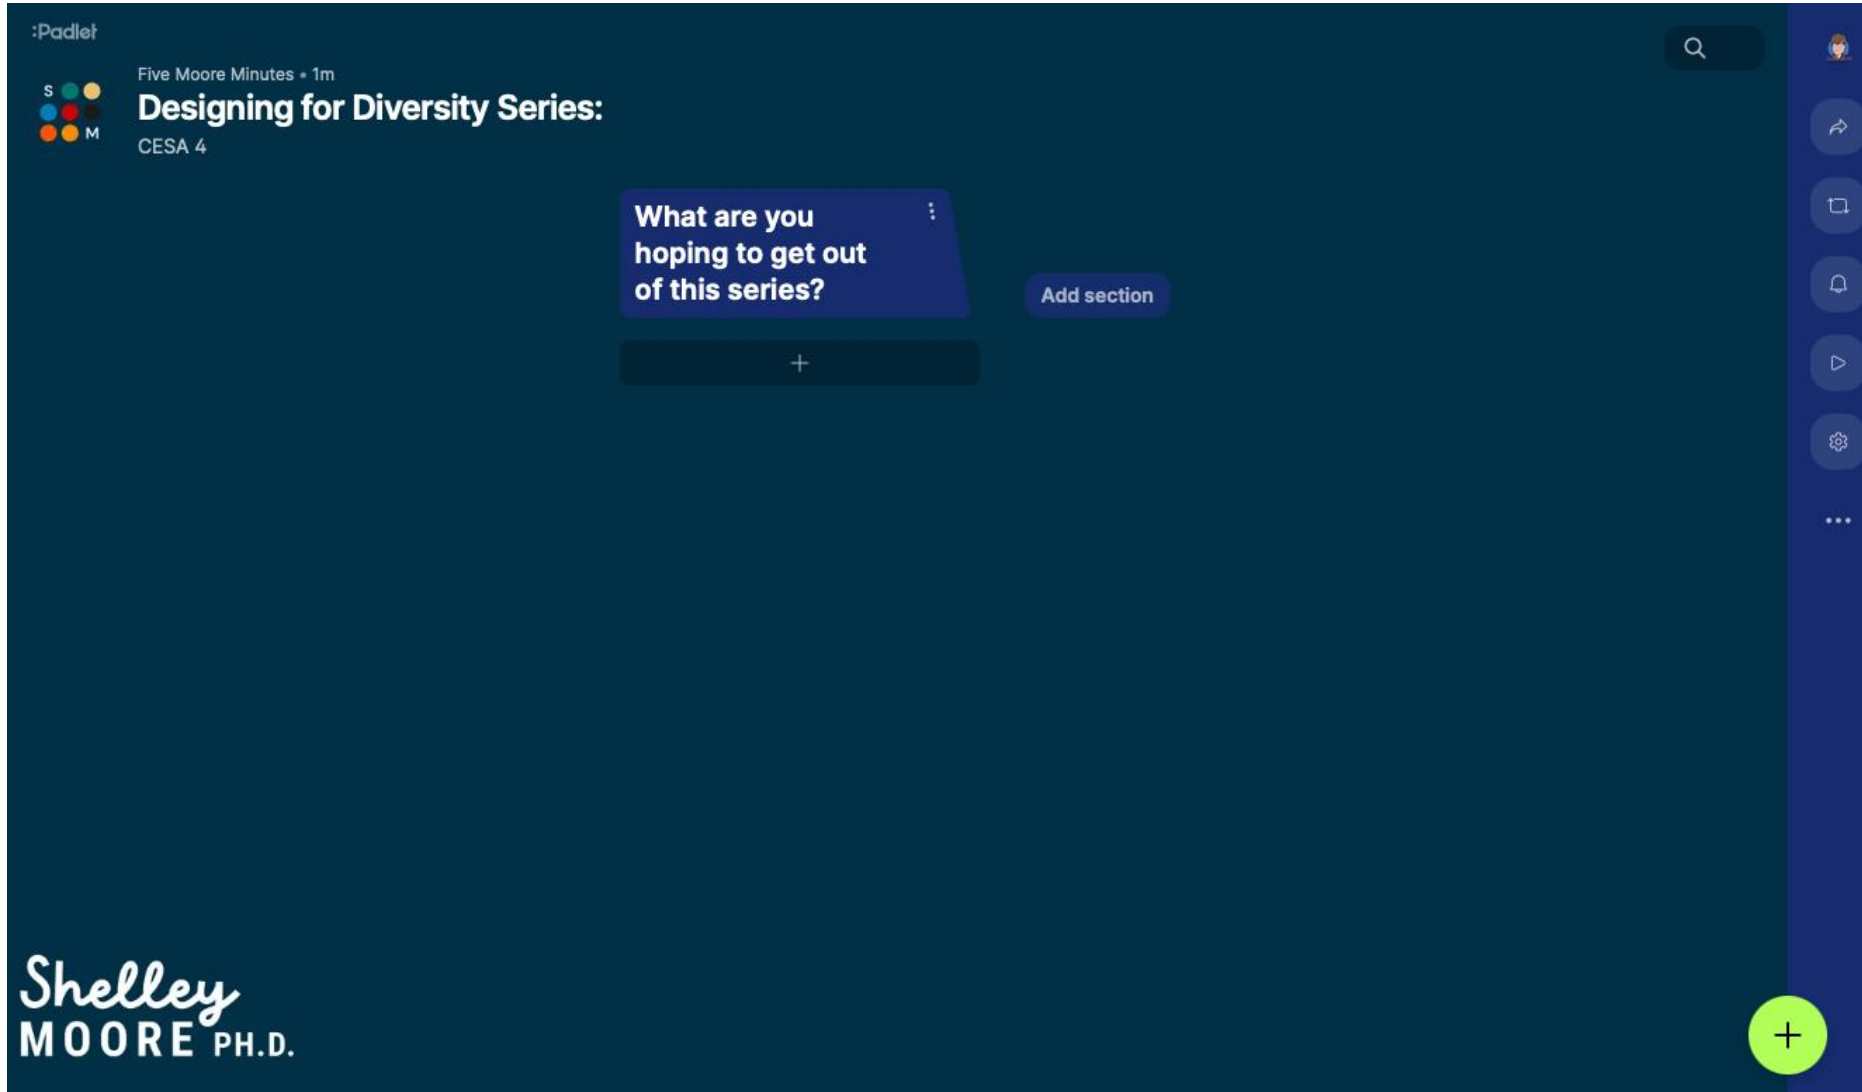 :Padlet
S
M
Five Moore Minutes • 1m
Designing for Diversity Series:
CESA 4
What are you
hoping to get out
of this series?
Add section
Shelley
MOORE PH.D.